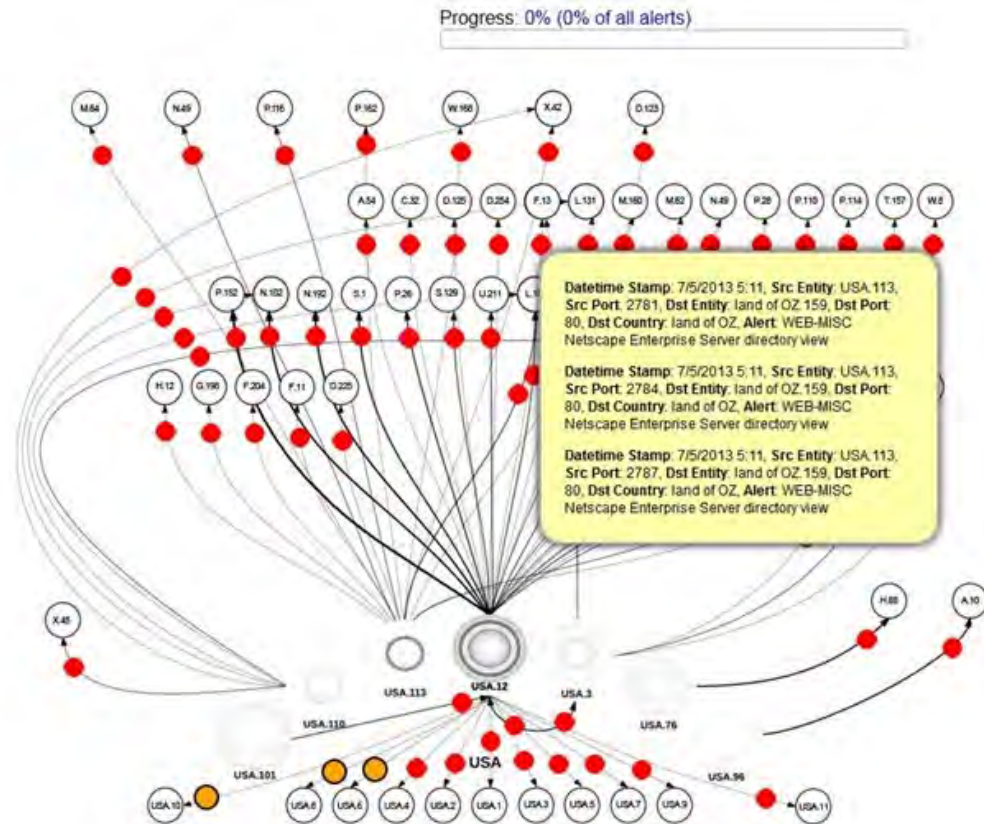 Progress: 0% (0% of all alerts)
M.64 N.49 P.116 P.162 W.168 X.42 D.123
A.54 C.32 D.125 D.254 F.13 L.131 M.160 M.62 N.49 P.28 P.110 P.114 T.157 W.8
P.152 N.102 N.192 S.1 P.26 S.129 U.211
H.12 G.196 F.204 F.11 D.225
Datetime Stamp: 7/5/2013 5:11, Src Entity: USA.113,
Src Port: 2781, Dst Entity: land of OZ.159, Dst Port:
80, Dst Country: land of OZ, Alert: WEB-MISC
Netscape Enterprise Server directory view
Datetime Stamp: 7/5/2013 5:11, Src Entity: USA.113,
Src Port: 2784, Dst Entity: land of OZ.159, Dst Port:
80, Dst Country: land of OZ, Alert: WEB-MISC
Netscape Enterprise Server directory view
Datetime Stamp: 7/5/2013 5:11, Src Entity: USA.113,
Src Port: 2787, Dst Entity: land of OZ.159, Dst Port:
80, Dst Country: land of OZ, Alert: WEB-MISC
Netscape Enterprise Server directory view
X.45 H.88 A.10
USA.113 USA.12 USA.3
USA.110 USA.76
USA
USA.101 USA.96
USA.10 USA.8 USA.6 USA.4 USA.2 USA.1 USA.3 USA.5 USA.7 USA.9 USA.11